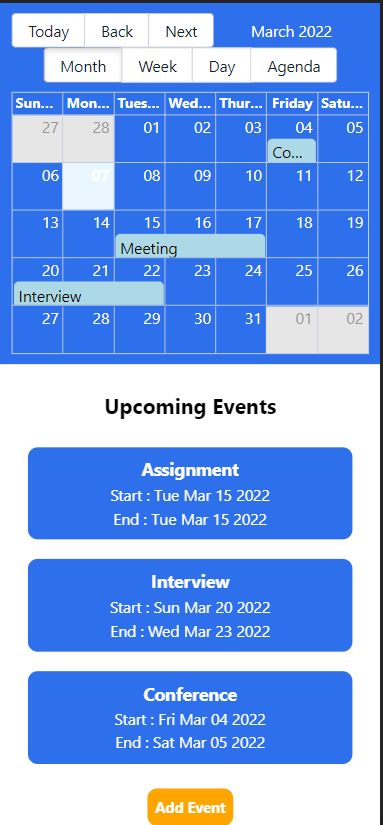 Today Back Next March 2022
Month Week Day Agenda
Sun... Mon... Tues... Wed... Thur... Friday Satu...
27 28 01 02 03 04 05
Co...
06 07 08 09 10 11 12
13 14 15 16 17 18 19
Meeting
20 21 22 23 24 25 26
Interview
27 28 29 30 31 01 02
Upcoming Events
Assignment
Start : Tue Mar 15 2022
End : Tue Mar 15 2022
Interview
Start : Sun Mar 20 2022
End : Wed Mar 23 2022
Conference
Start : Fri Mar 04 2022
End : Sat Mar 05 2022
Add Event